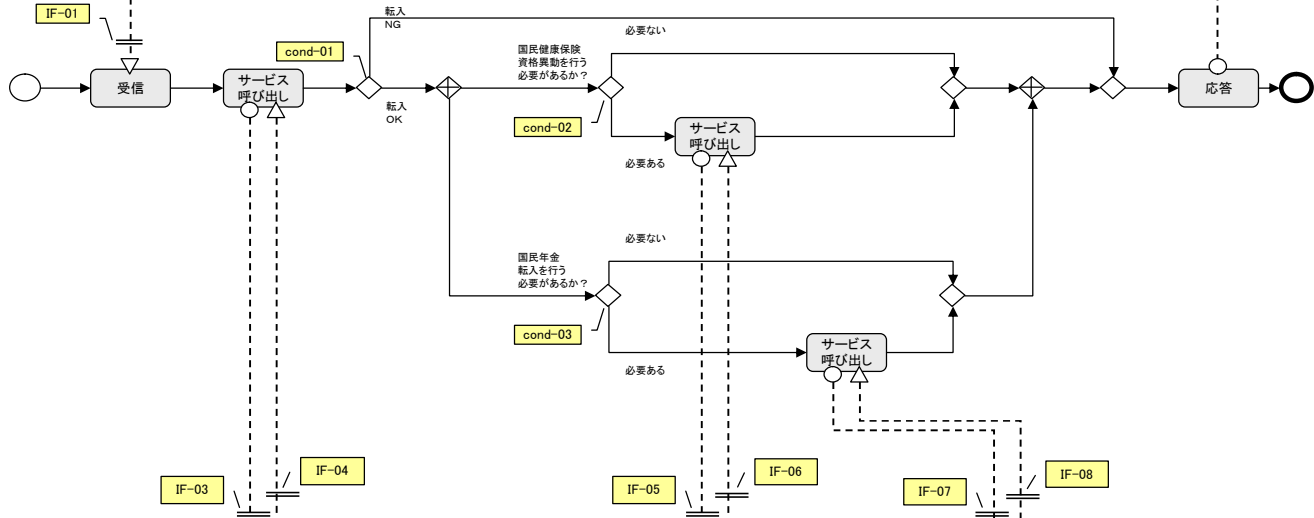 IF-01
転入
NG
必要ない
cond-01
国民健康保険
資格異動を行う
必要があるか?
受信
サービス
呼び出し
転入
OK
応答
cond-02
サービス
呼び出し
必要ある
必要ない
国民年金
転入を行う
必要があるか?
cond-03
サービス
呼び出し
必要ある
IF-03
IF-04
IF-05
IF-06
IF-07
IF-08